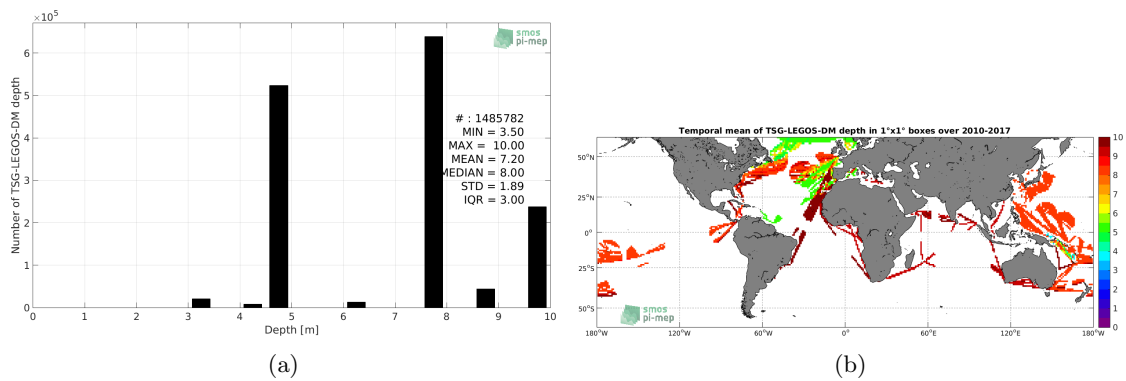 ×10⁵
smos
pi-mep
6
5
4
3
2
1
0
Number of TSG-LEGOS-DM depth
# : 1485782
MIN = 3.50
MAX = 10.00
MEAN = 7.20
MEDIAN = 8.00
STD = 1.89
IQR = 3.00
0 1 2 3 4 5 6 7 8 9 10
Depth [m]
(a)
Temporal mean of TSG-LEGOS-DM depth in 1°x1° boxes over 2010-2017
50°N
25°N
0°
25°S
50°S
180°W 120°W 60°W 0° 60°E 120°E 180°E
10
9
8
7
6
5
4
3
2
1
0
smos
pi-mep
(b)